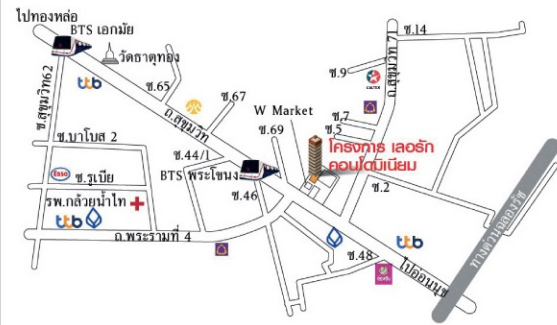 ไปทองหล่อ
BTS เอกมัย
วัดธาตุทอง
ซ.สุขุมวิท62
ttb
ซ.65
ถ.สุขุมวิท
ซ.67
W Market
ซ.9
ถ.สุขุมวิท 71
ซ.14
CALTEX
ซ.7
ซ.5
ซ.69
โครงการ เลอรัก
คอนโดมิเนียม
ซ.บาโบส 2
ซ.44/1
BTS พระโขนง
Esso
ซ.รูเบีย
ซ.46
ซ.2
รพ.กล้วยน้ำไท
ttb
ถ.พระรามที่ 4
ttb
ซ.48
ไปอ่อนนุช
ทางด่วนฉลองรัช